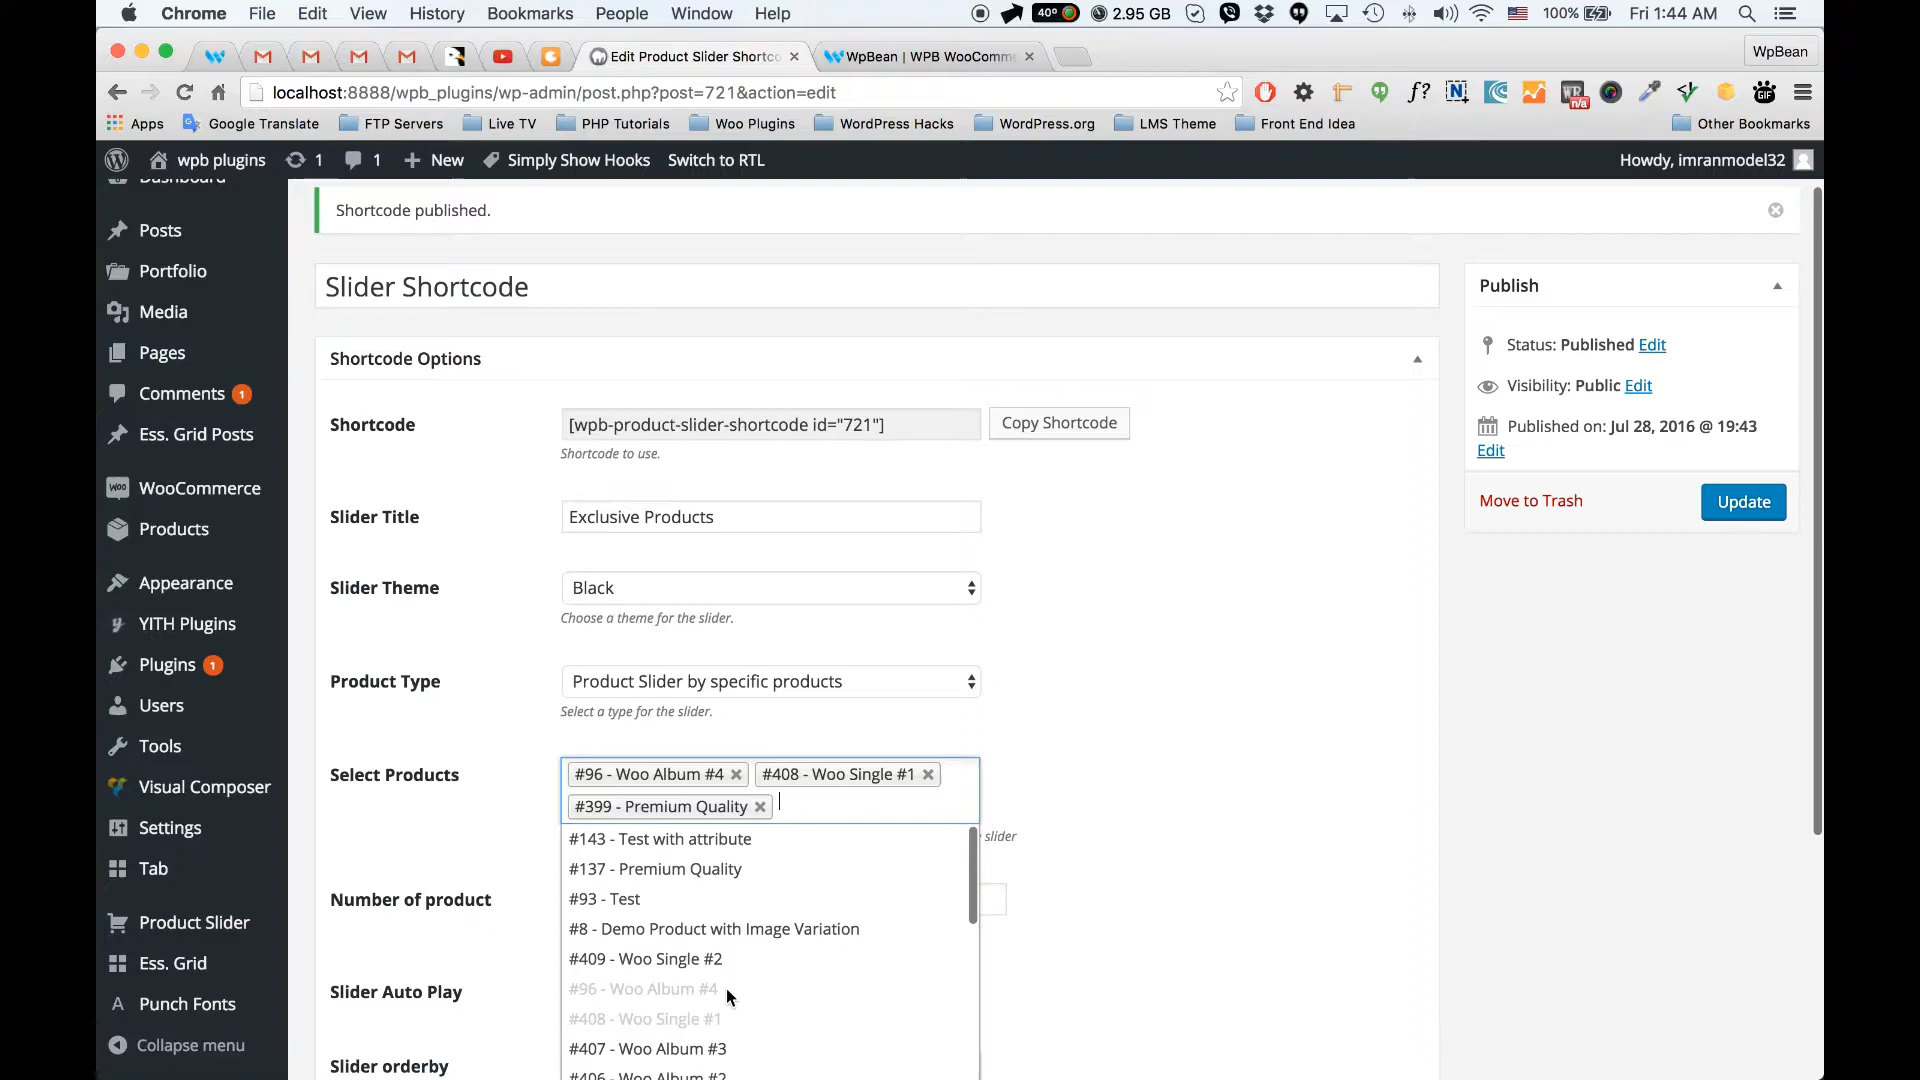 Chrome File Edit View History Bookmarks People Window Help 40° 2.95 GB 100% Fri 1:44 AM
Edit Product Slider Shortco WpBean | WPB WooComme WpBean
localhost:8888/wpb_plugins/wp-admin/post.php?post=721&action=edit f? N n/a GIF
Apps Google Translate FTP Servers Live TV PHP Tutorials Woo Plugins WordPress Hacks WordPress.org LMS Theme Front End Idea Other Bookmarks
wpb plugins 1 1 New Simply Show Hooks Switch to RTL Howdy, imranmodel32
Dashboard
Posts
Portfolio
Media
Pages
Comments 1
Ess. Grid Posts
WooCommerce
Products
Appearance
YITH Plugins
Plugins 1
Users
Tools
Visual Composer
Settings
Tab
Product Slider
Ess. Grid
Punch Fonts
Collapse menu
Shortcode published.
Slider Shortcode
Shortcode Options
Shortcode [wpb-product-slider-shortcode id="721"] Copy Shortcode
Shortcode to use.
Slider Title Exclusive Products
Slider Theme Black
Choose a theme for the slider.
Product Type Product Slider by specific products
Select a type for the slider.
Select Products #96 - Woo Album #4 #408 - Woo Single #1
#399 - Premium Quality
slider
#143 - Test with attribute
#137 - Premium Quality
Number of product
#93 - Test
#8 - Demo Product with Image Variation
#409 - Woo Single #2
Slider Auto Play
#96 - Woo Album #4
#408 - Woo Single #1
#407 - Woo Album #3
Slider orderby
#406 - Woo Album #2
Publish
Status: Published Edit
Visibility: Public Edit
Published on: Jul 28, 2016 @ 19:43
Edit
Move to Trash Update